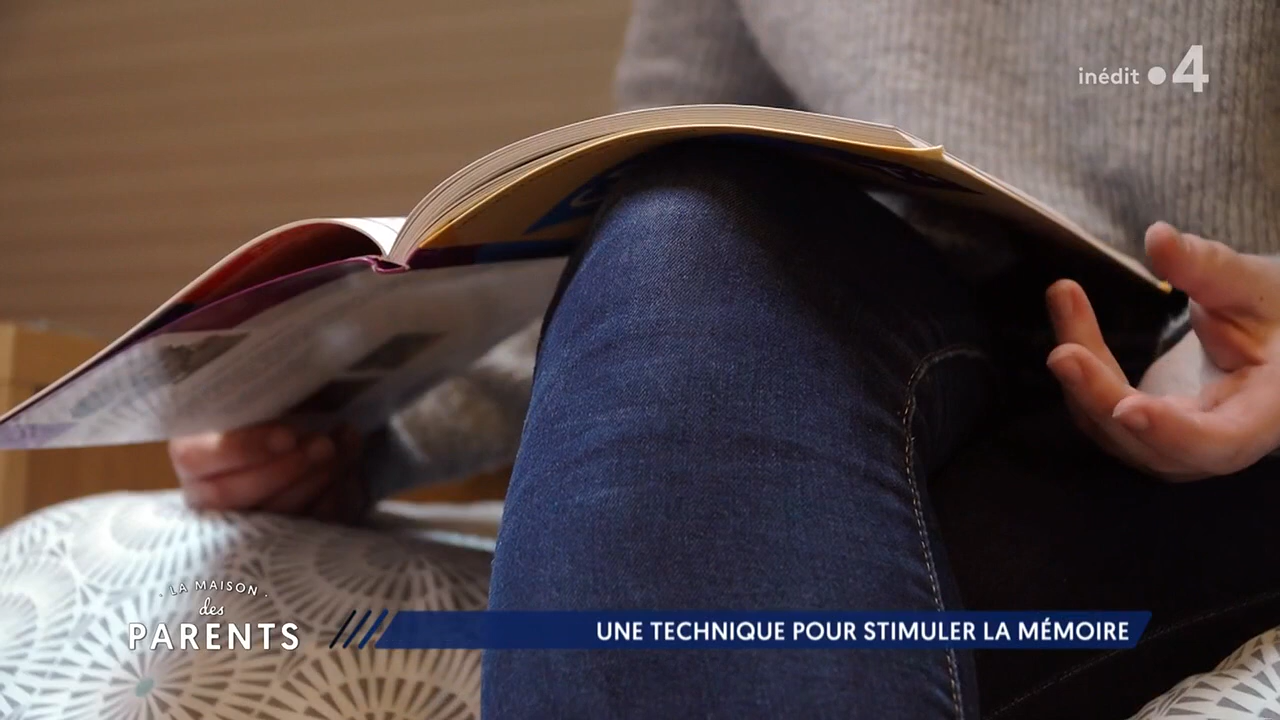 inédit 4
· LA MAISON ·
des
PARENTS
UNE TECHNIQUE POUR STIMULER LA MÉMOIRE